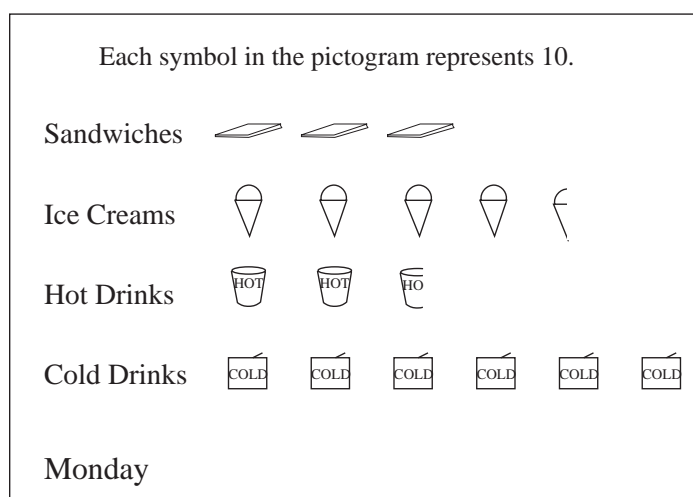 Each symbol in the pictogram represents 10.
Sandwiches
Ice Creams
Hot Drinks HOT HOT HO
Cold Drinks COLD COLD COLD COLD COLD COLD
Monday